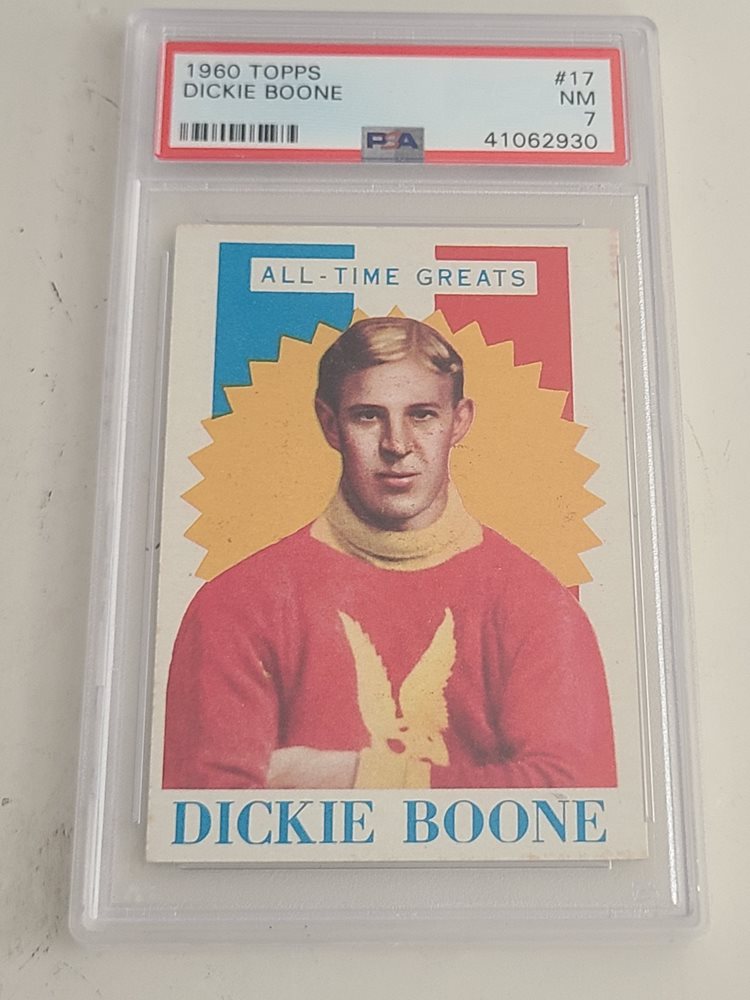 1960 TOPPS #17
DICKIE BOONE NM
7
PSA 41062930
ALL-TIME GREATS
DICKIE BOONE